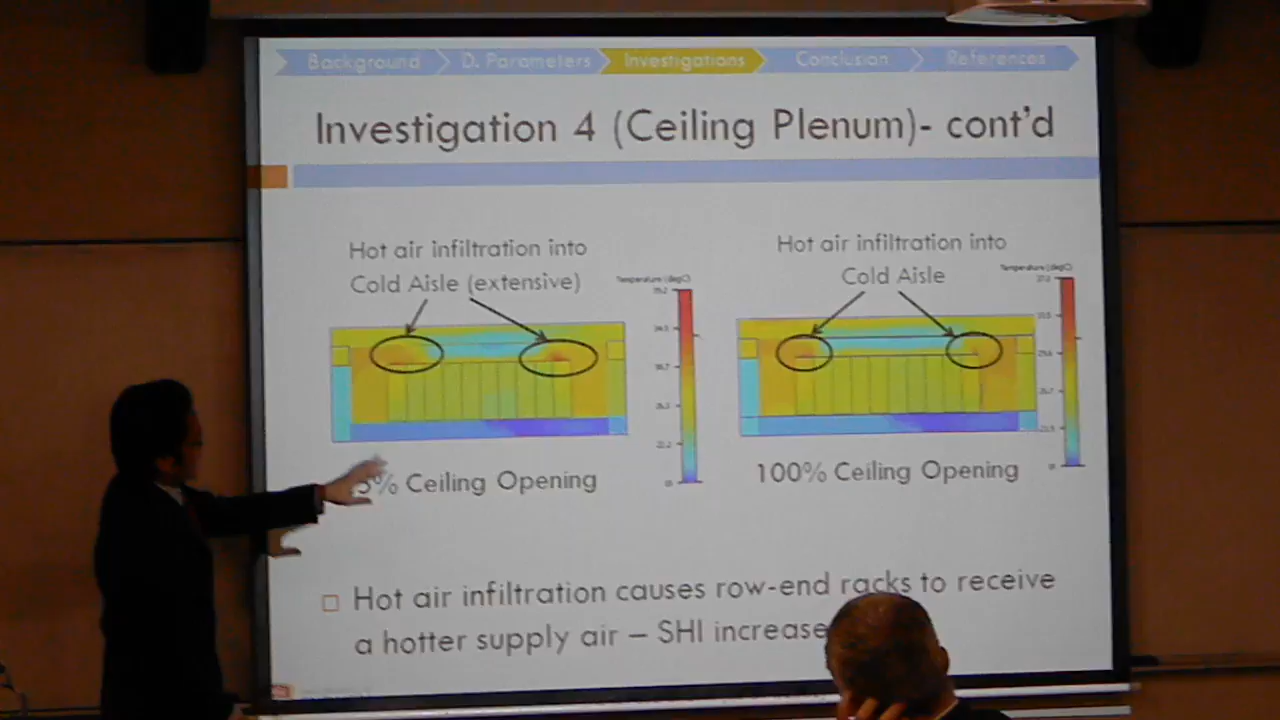 Background D. Parameters Investigations Conclusion References
Investigation 4 (Ceiling Plenum)- cont'd
Hot air infiltration into
Cold Aisle (extensive)
Hot air infiltration into
Cold Aisle
Temperature (degC)
Temperature (degC)
% Ceiling Opening
100% Ceiling Opening
Hot air infiltration causes row-end racks to receive
a hotter supply air – SHI increase